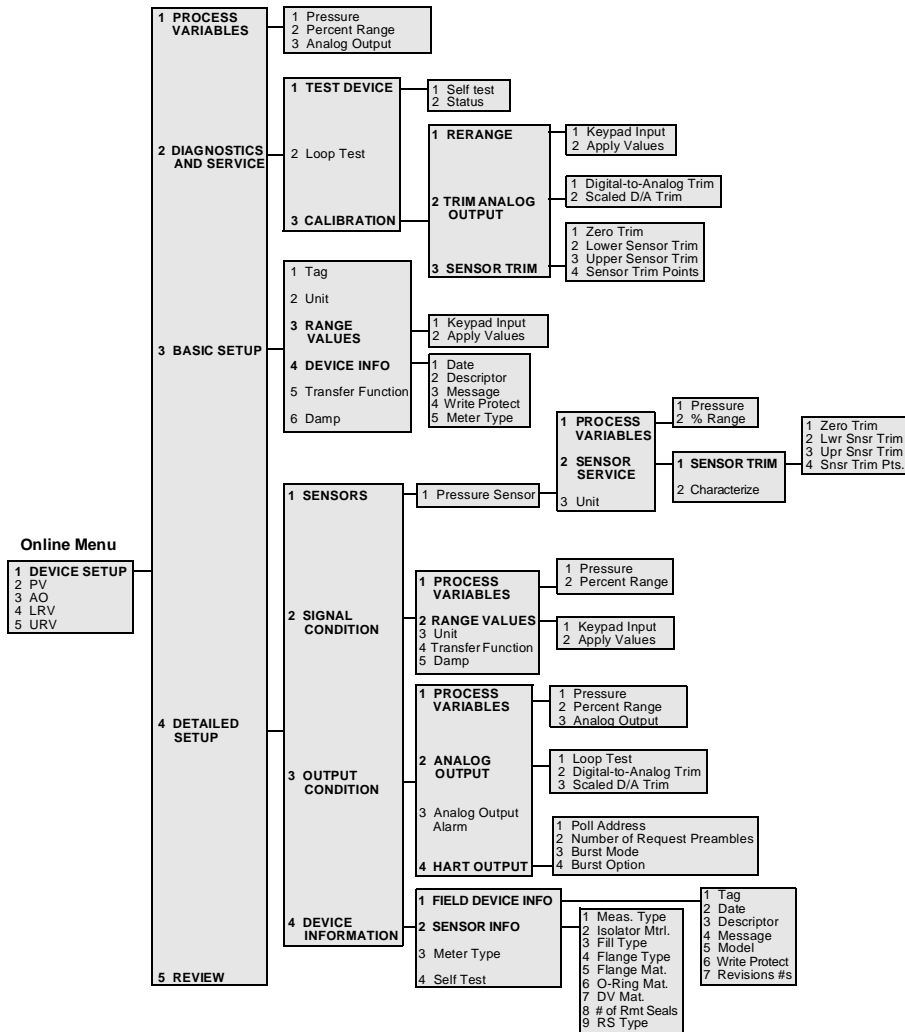 Online Menu
1 DEVICE SETUP
2 PV
3 AO
4 LRV
5 URV
1 PROCESS
VARIABLES
2 DIAGNOSTICS
AND SERVICE
3 BASIC SETUP
4 DETAILED
SETUP
5 REVIEW
1 Pressure
2 Percent Range
3 Analog Output
1 TEST DEVICE
2 Loop Test
3 CALIBRATION
1 Self test
2 Status
1 RERANGE
2 TRIM ANALOG
OUTPUT
3 SENSOR TRIM
1 Keypad Input
2 Apply Values
1 Digital-to-Analog Trim
2 Scaled D/A Trim
1 Zero Trim
2 Lower Sensor Trim
3 Upper Sensor Trim
4 Sensor Trim Points
1 Tag
2 Unit
3 RANGE
VALUES
4 DEVICE INFO
5 Transfer Function
6 Damp
1 Keypad Input
2 Apply Values
1 Date
2 Descriptor
3 Message
4 Write Protect
5 Meter Type
1 SENSORS
2 SIGNAL
CONDITION
3 OUTPUT
CONDITION
4 DEVICE
INFORMATION
1 Pressure Sensor
1 PROCESS
VARIABLES
2 SENSOR
SERVICE
3 Unit
1 Pressure
2 % Range
1 SENSOR TRIM
2 Characterize
1 Zero Trim
2 Lwr Snsr Trim
3 Upr Snsr Trim
4 Snsr Trim Pts.
1 PROCESS
VARIABLES
2 RANGE VALUES
3 Unit
4 Transfer Function
5 Damp
1 Pressure
2 Percent Range
1 Keypad Input
2 Apply Values
1 PROCESS
VARIABLES
2 ANALOG
OUTPUT
3 Analog Output
Alarm
4 HART OUTPUT
1 Pressure
2 Percent Range
3 Analog Output
1 Loop Test
2 Digital-to-Analog Trim
3 Scaled D/A Trim
1 Poll Address
2 Number of Request Preambles
3 Burst Mode
4 Burst Option
1 FIELD DEVICE INFO
2 SENSOR INFO
3 Meter Type
4 Self Test
1 Meas. Type
2 Isolator Mtrl.
3 Fill Type
4 Flange Type
5 Flange Mat.
6 O-Ring Mat.
7 DV Mat.
8 # of Rmt Seals
9 RS Type
1 Tag
2 Date
3 Descriptor
4 Message
5 Model
6 Write Protect
7 Revisions #s